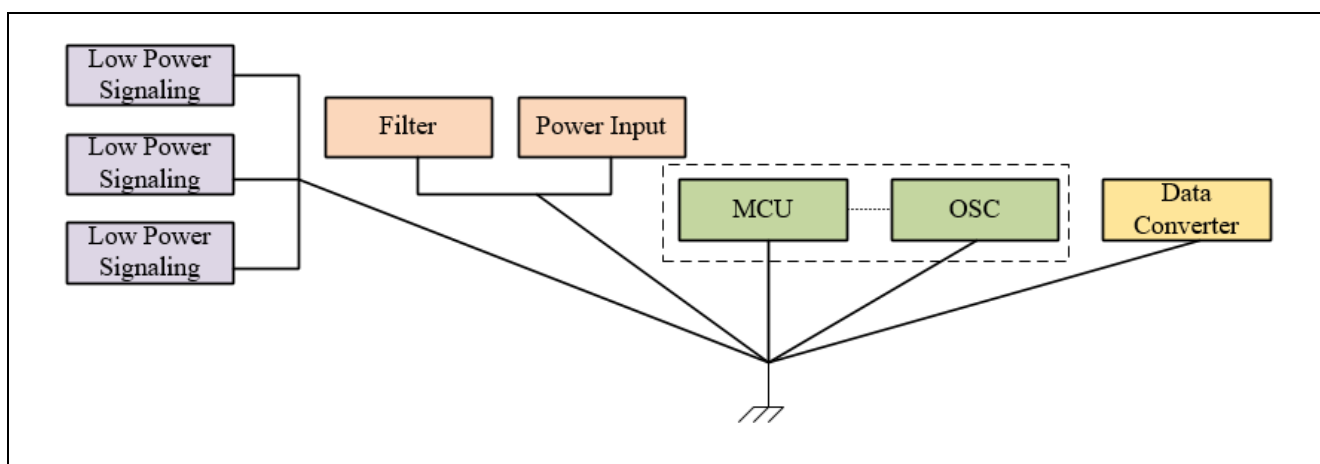 Low Power
Signaling
Low Power
Signaling
Low Power
Signaling
Filter
Power Input
MCU
OSC
Data
Converter